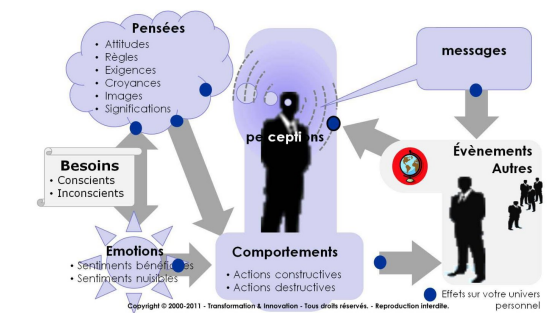 Pensées
• Attitudes
• Règles
• Exigences
• Croyances
• Images
• Significations
messages
perceptions
Évènements
Autres
Besoins
• Conscients
• Inconscients
Emotions
• Sentiments bénéfiques
• Sentiments nuisibles
Comportements
• Actions constructives
• Actions destructives
Effets sur votre univers
personnel
Copyright © 2000-2011 - Transformation & Innovation - Tous droits réservés. - Reproduction interdite.